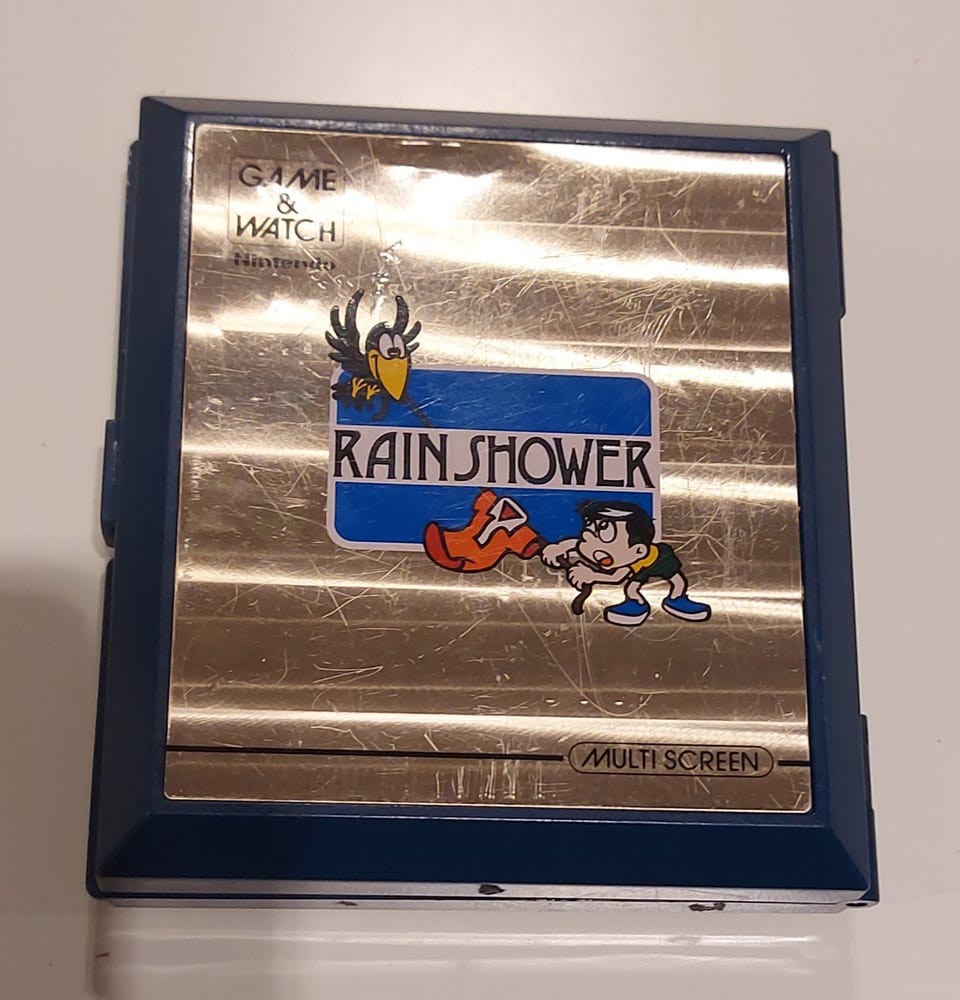 GAME
&
WATCH
Nintendo
RAIN SHOWER
MULTI SCREEN